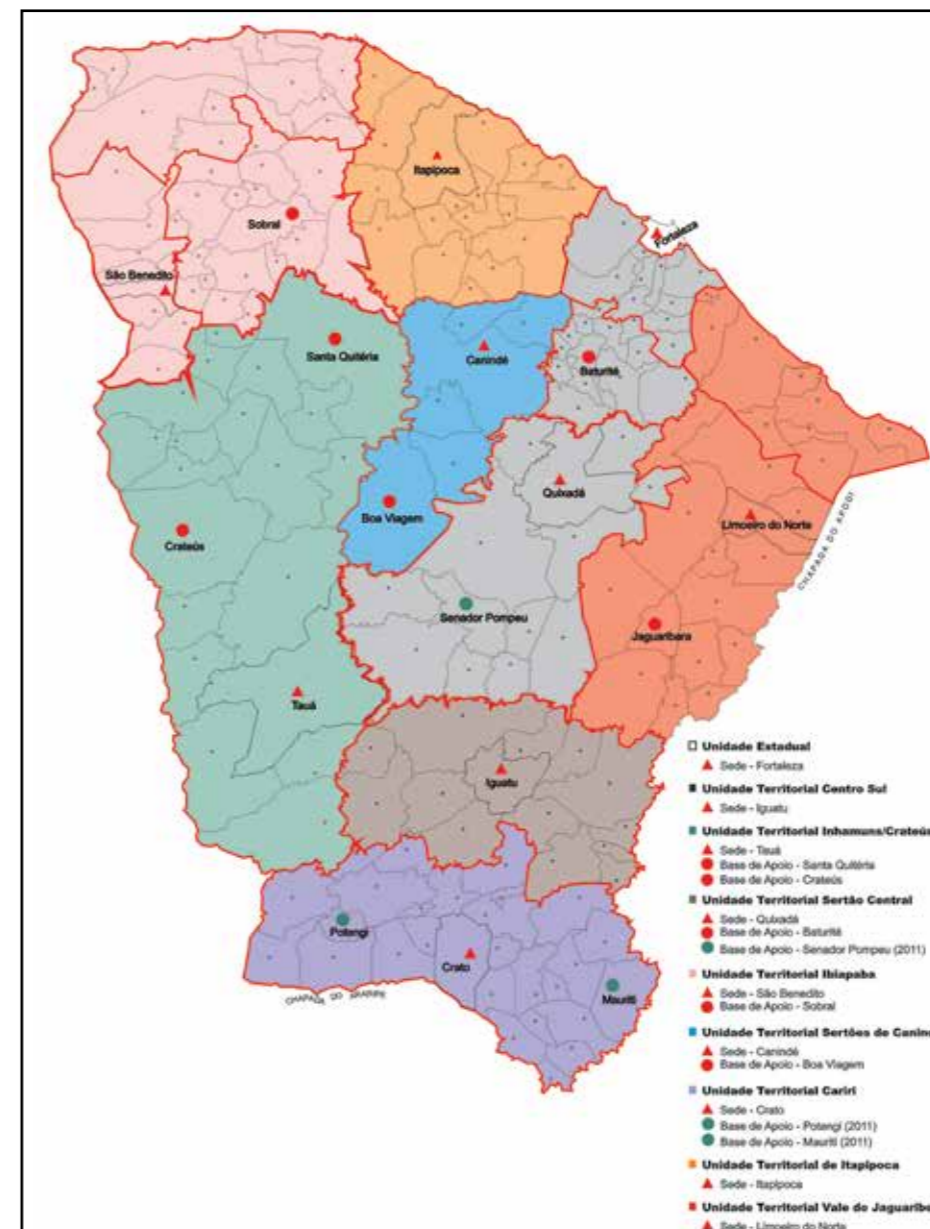 Itapipoca
Fortaleza
Sobral
São Benedito
Santa Quitéria
Canindé
Baturité
Quixadá
Boa Viagem
Limoeiro do Norte
Crateús
CHAPADA DO APODI
Senador Pompeu
Jaguaribara
Tauá
Iguatu
Potengi
Crato
Mauriti
CHAPADA DO ARARIPE
Unidade Estadual
Sede - Fortaleza
Unidade Territorial Centro Sul
Sede - Iguatu
Unidade Territorial Inhamuns/Crateús
Sede - Tauá
Base de Apoio - Santa Quitéria
Base de Apoio - Crateús
Unidade Territorial Sertão Central
Sede - Quixadá
Base de Apoio - Baturité
Base de Apoio - Senador Pompeu (2011)
Unidade Territorial Ibiapaba
Sede - São Benedito
Base de Apoio - Sobral
Unidade Territorial Sertões de Canind
Sede - Canindé
Base de Apoio - Boa Viagem
Unidade Territorial Cariri
Sede - Crato
Base de Apoio - Potengi (2011)
Base de Apoio - Mauriti (2011)
Unidade Territorial de Itapipoca
Sede - Itapipoca
Unidade Territorial Vale do Jaguaribe
Sede - Limoeiro do Norte